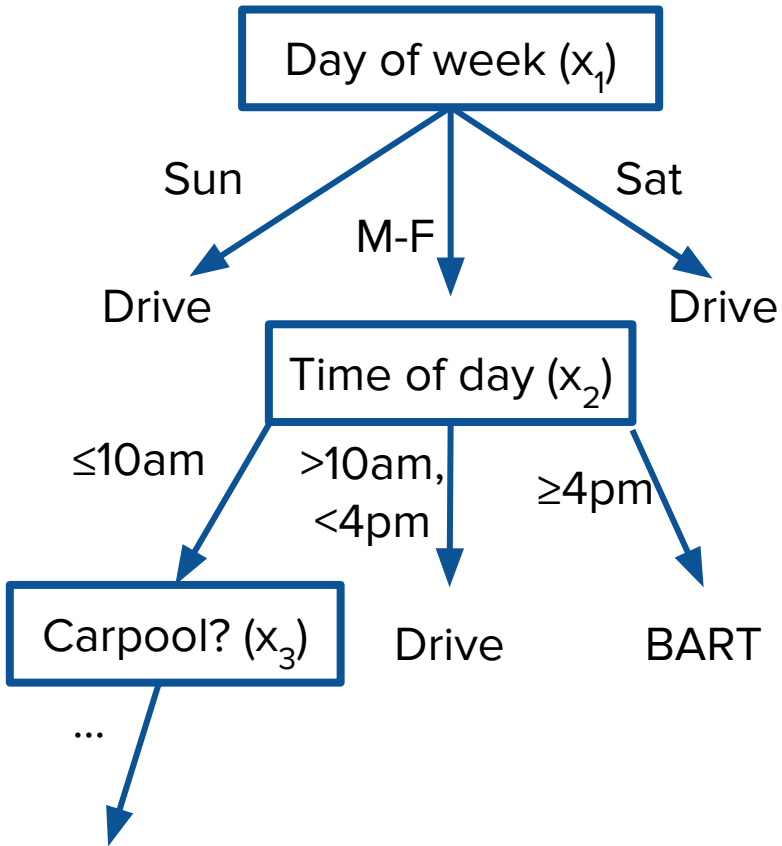 Day of week (x₁)
Sun
Sat
M-F
Drive
Drive
Time of day (x₂)
≤10am
>10am,
<4pm
≥4pm
Carpool? (x₃)
Drive
BART
...